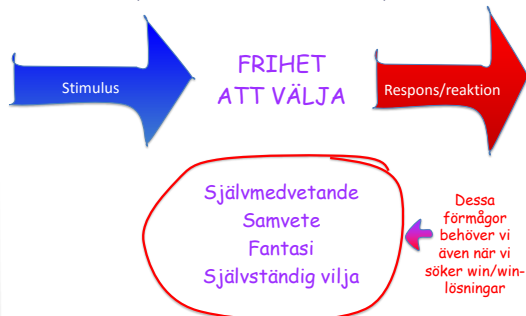 Stimulus
FRIHET
ATT VÄLJA
Respons/reaktion
Självmedvetande
Samvete
Fantasi
Självständig vilja
Dessa
förmågor
behöver vi
även när vi
söker win/win-
lösningar